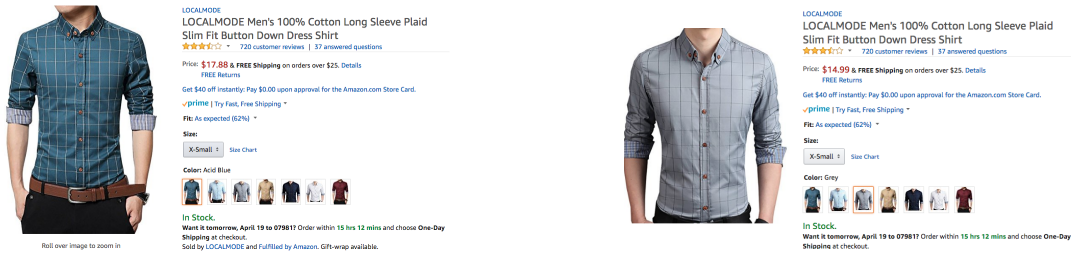 LOCALMODE
LOCALMODE Men's 100% Cotton Long Sleeve Plaid
Slim Fit Button Down Dress Shirt
720 customer reviews | 37 answered questions
Price: $17.88 & FREE Shipping on orders over $25. Details
FREE Returns
Get $40 off instantly: Pay $0.00 upon approval for the Amazon.com Store Card.
prime | Try Fast, Free Shipping
Fit: As expected (62%)
Size:
X-Small Size Chart
Color: Acid Blue
In Stock.
Want it tomorrow, April 19 to 07981? Order within 15 hrs 12 mins and choose One-Day
Shipping at checkout.
Sold by LOCALMODE and Fulfilled by Amazon. Gift-wrap available.
Roll over image to zoom in
LOCALMODE
LOCALMODE Men's 100% Cotton Long Sleeve Plaid
Slim Fit Button Down Dress Shirt
720 customer reviews | 37 answered questions
Price: $14.99 & FREE Shipping on orders over $25. Details
FREE Returns
Get $40 off instantly: Pay $0.00 upon approval for the Amazon.com Store Card.
prime | Try Fast, Free Shipping
Fit: As expected (62%)
Size:
X-Small Size Chart
Color: Grey
In Stock.
Want it tomorrow, April 19 to 07981? Order within 15 hrs 12 mins and choose One-Day
Shipping at checkout.